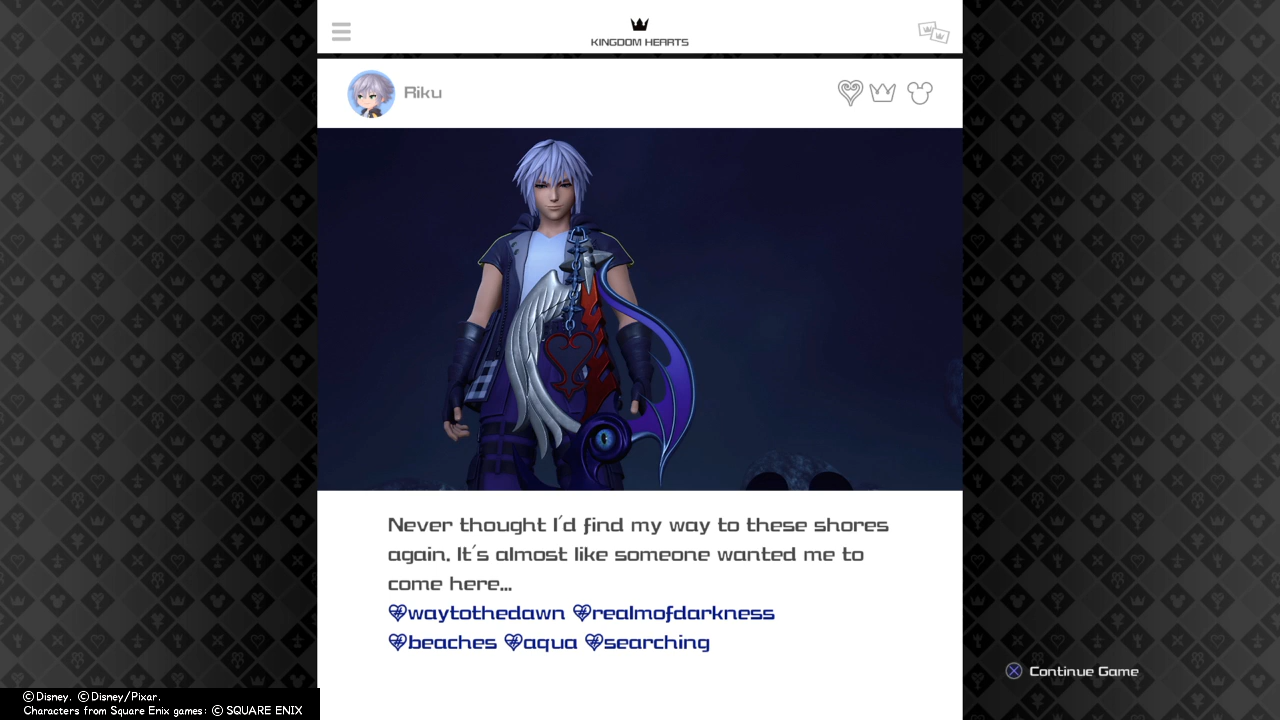 KINGDOM HEARTS
Riku
Never thought I'd find my way to these shores
again. It's almost like someone wanted me to
come here...
#waytothedawn #realmofdarkness
#beaches #aqua #searching
Continue Game
©Disney. ©Disney/Pixar.
Characters from Square Enix games: © SQUARE ENIX